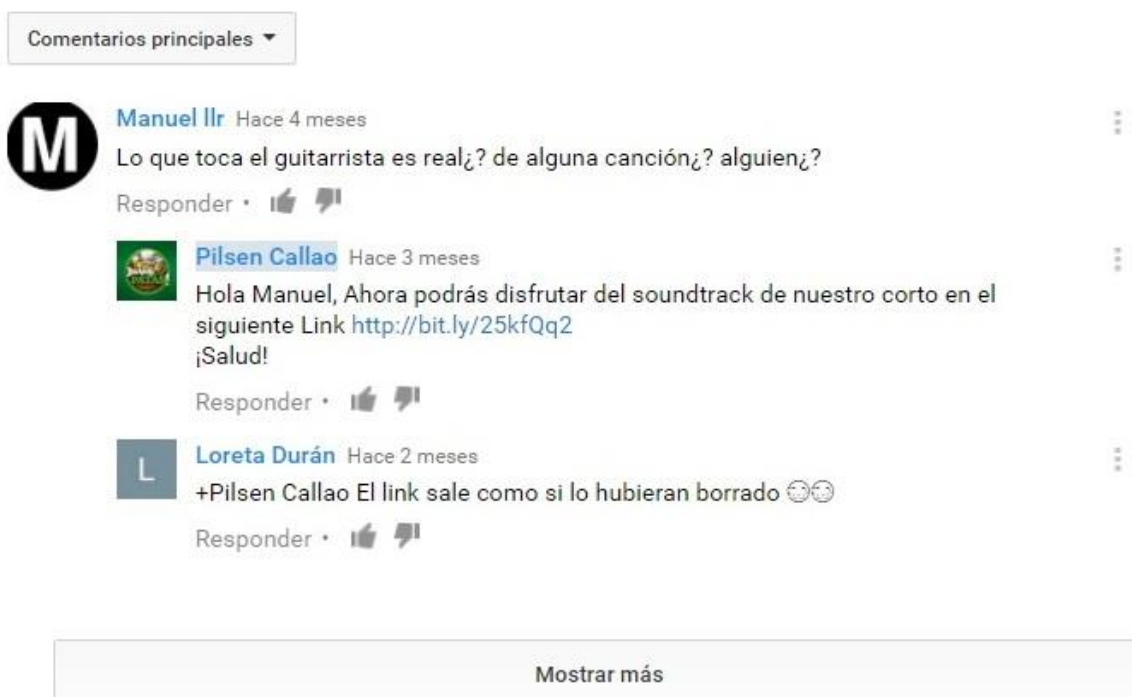 Comentarios principales
M
Manuel llr Hace 4 meses
Lo que toca el guitarrista es real¿? de alguna canción¿? alguien¿?
Responder •
Pilsen Callao Hace 3 meses
Hola Manuel, Ahora podrás disfrutar del soundtrack de nuestro corto en el
siguiente Link http://bit.ly/25kfQq2
¡Salud!
Responder •
L
Loreta Durán Hace 2 meses
+Pilsen Callao El link sale como si lo hubieran borrado
Responder •
Mostrar más